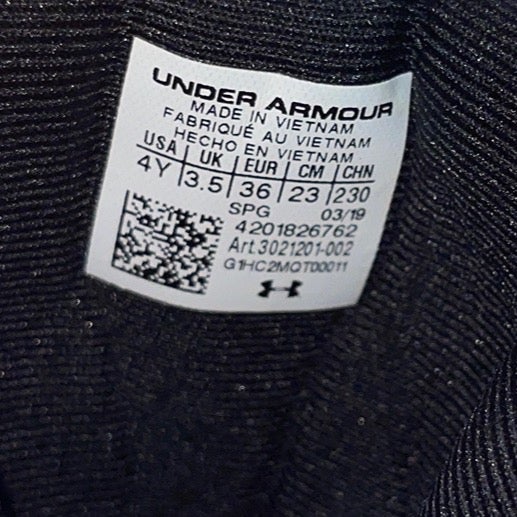 UNDER ARMOUR
MADE IN VIETNAM
FABRIQUÉ AU VIETNAM
HECHO EN VIETNAM
USA | UK | EUR | CM | CHN
4Y | 3.5 | 36 | 23 | 230
SPG 03/19
4201826762
Art.3021201-002
G1HC2MQT00011